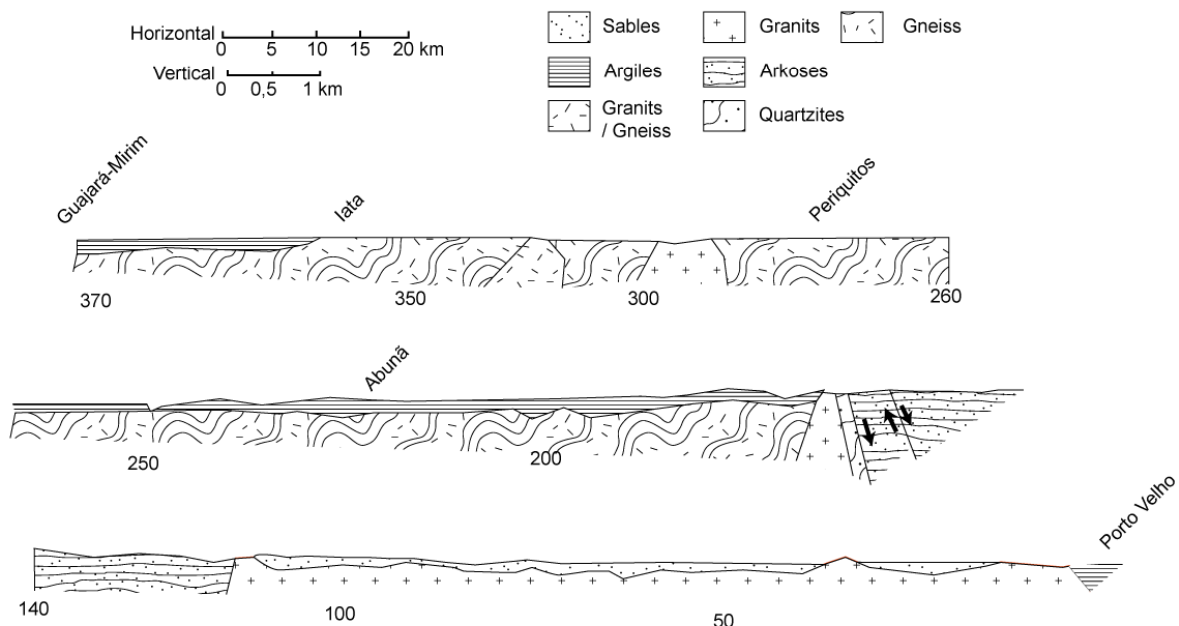 Horizontal
0 5 10 15 20 km
Vertical
0 0,5 1 km
Sables
Granits
Gneiss
Argiles
Arkoses
Granits
/ Gneiss
Quartzites
Guajará-Mirim
Iata
Periquitos
370
350
300
260
Abunã
250
200
Porto Velho
140
100
50